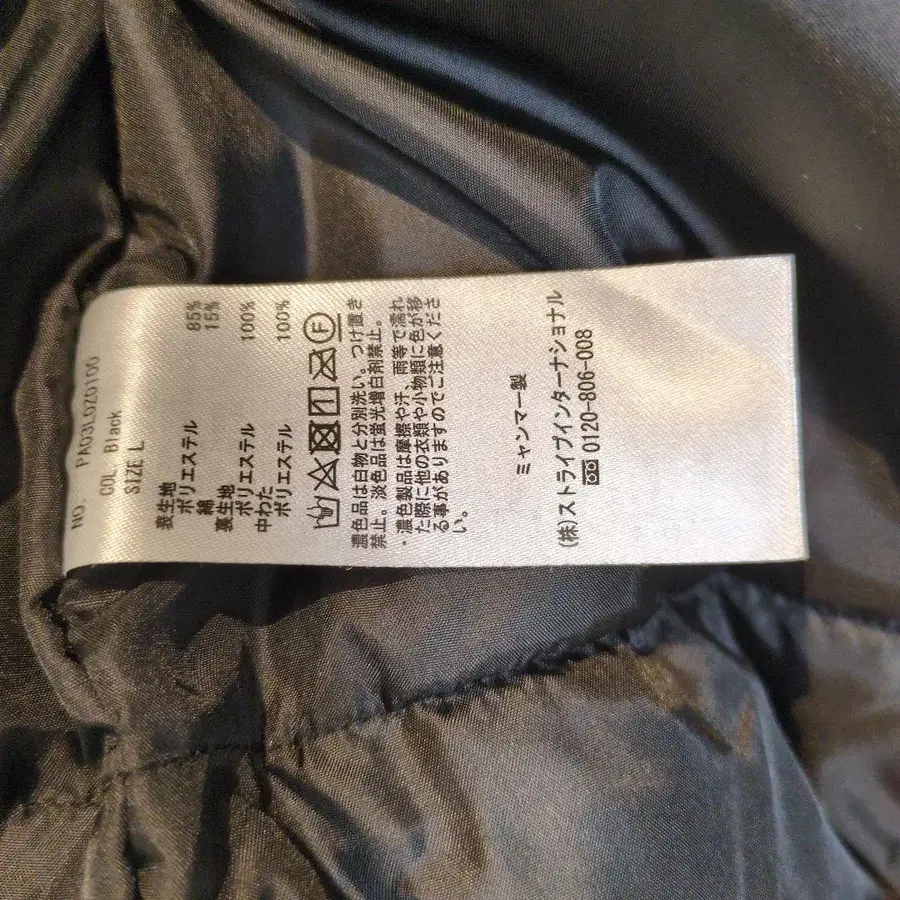 NO. PA03L0Z0100
COL. Black
SIZE L
表生地
ポリエステル 85%
綿 15%
裏生地
ポリエステル 100%
中わた
ポリエステル 100%
濃色品は白物と分別洗い。つけ置き
禁止。淡色品は蛍光増白剤禁止。
・濃色製品は摩擦や汗、雨等で濡れ
た際に他の衣類や小物類に色が移
る事がありますのでご注意くださ
い。
ミャンマー製
(株)ストライプインターナショナル
0120-806-008